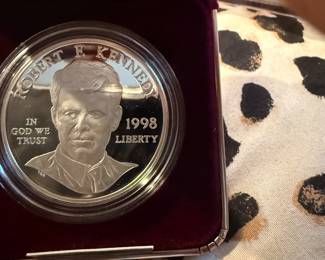 ROBERT F. KENNEDY
IN
GOD WE
TRUST
1998
LIBERTY